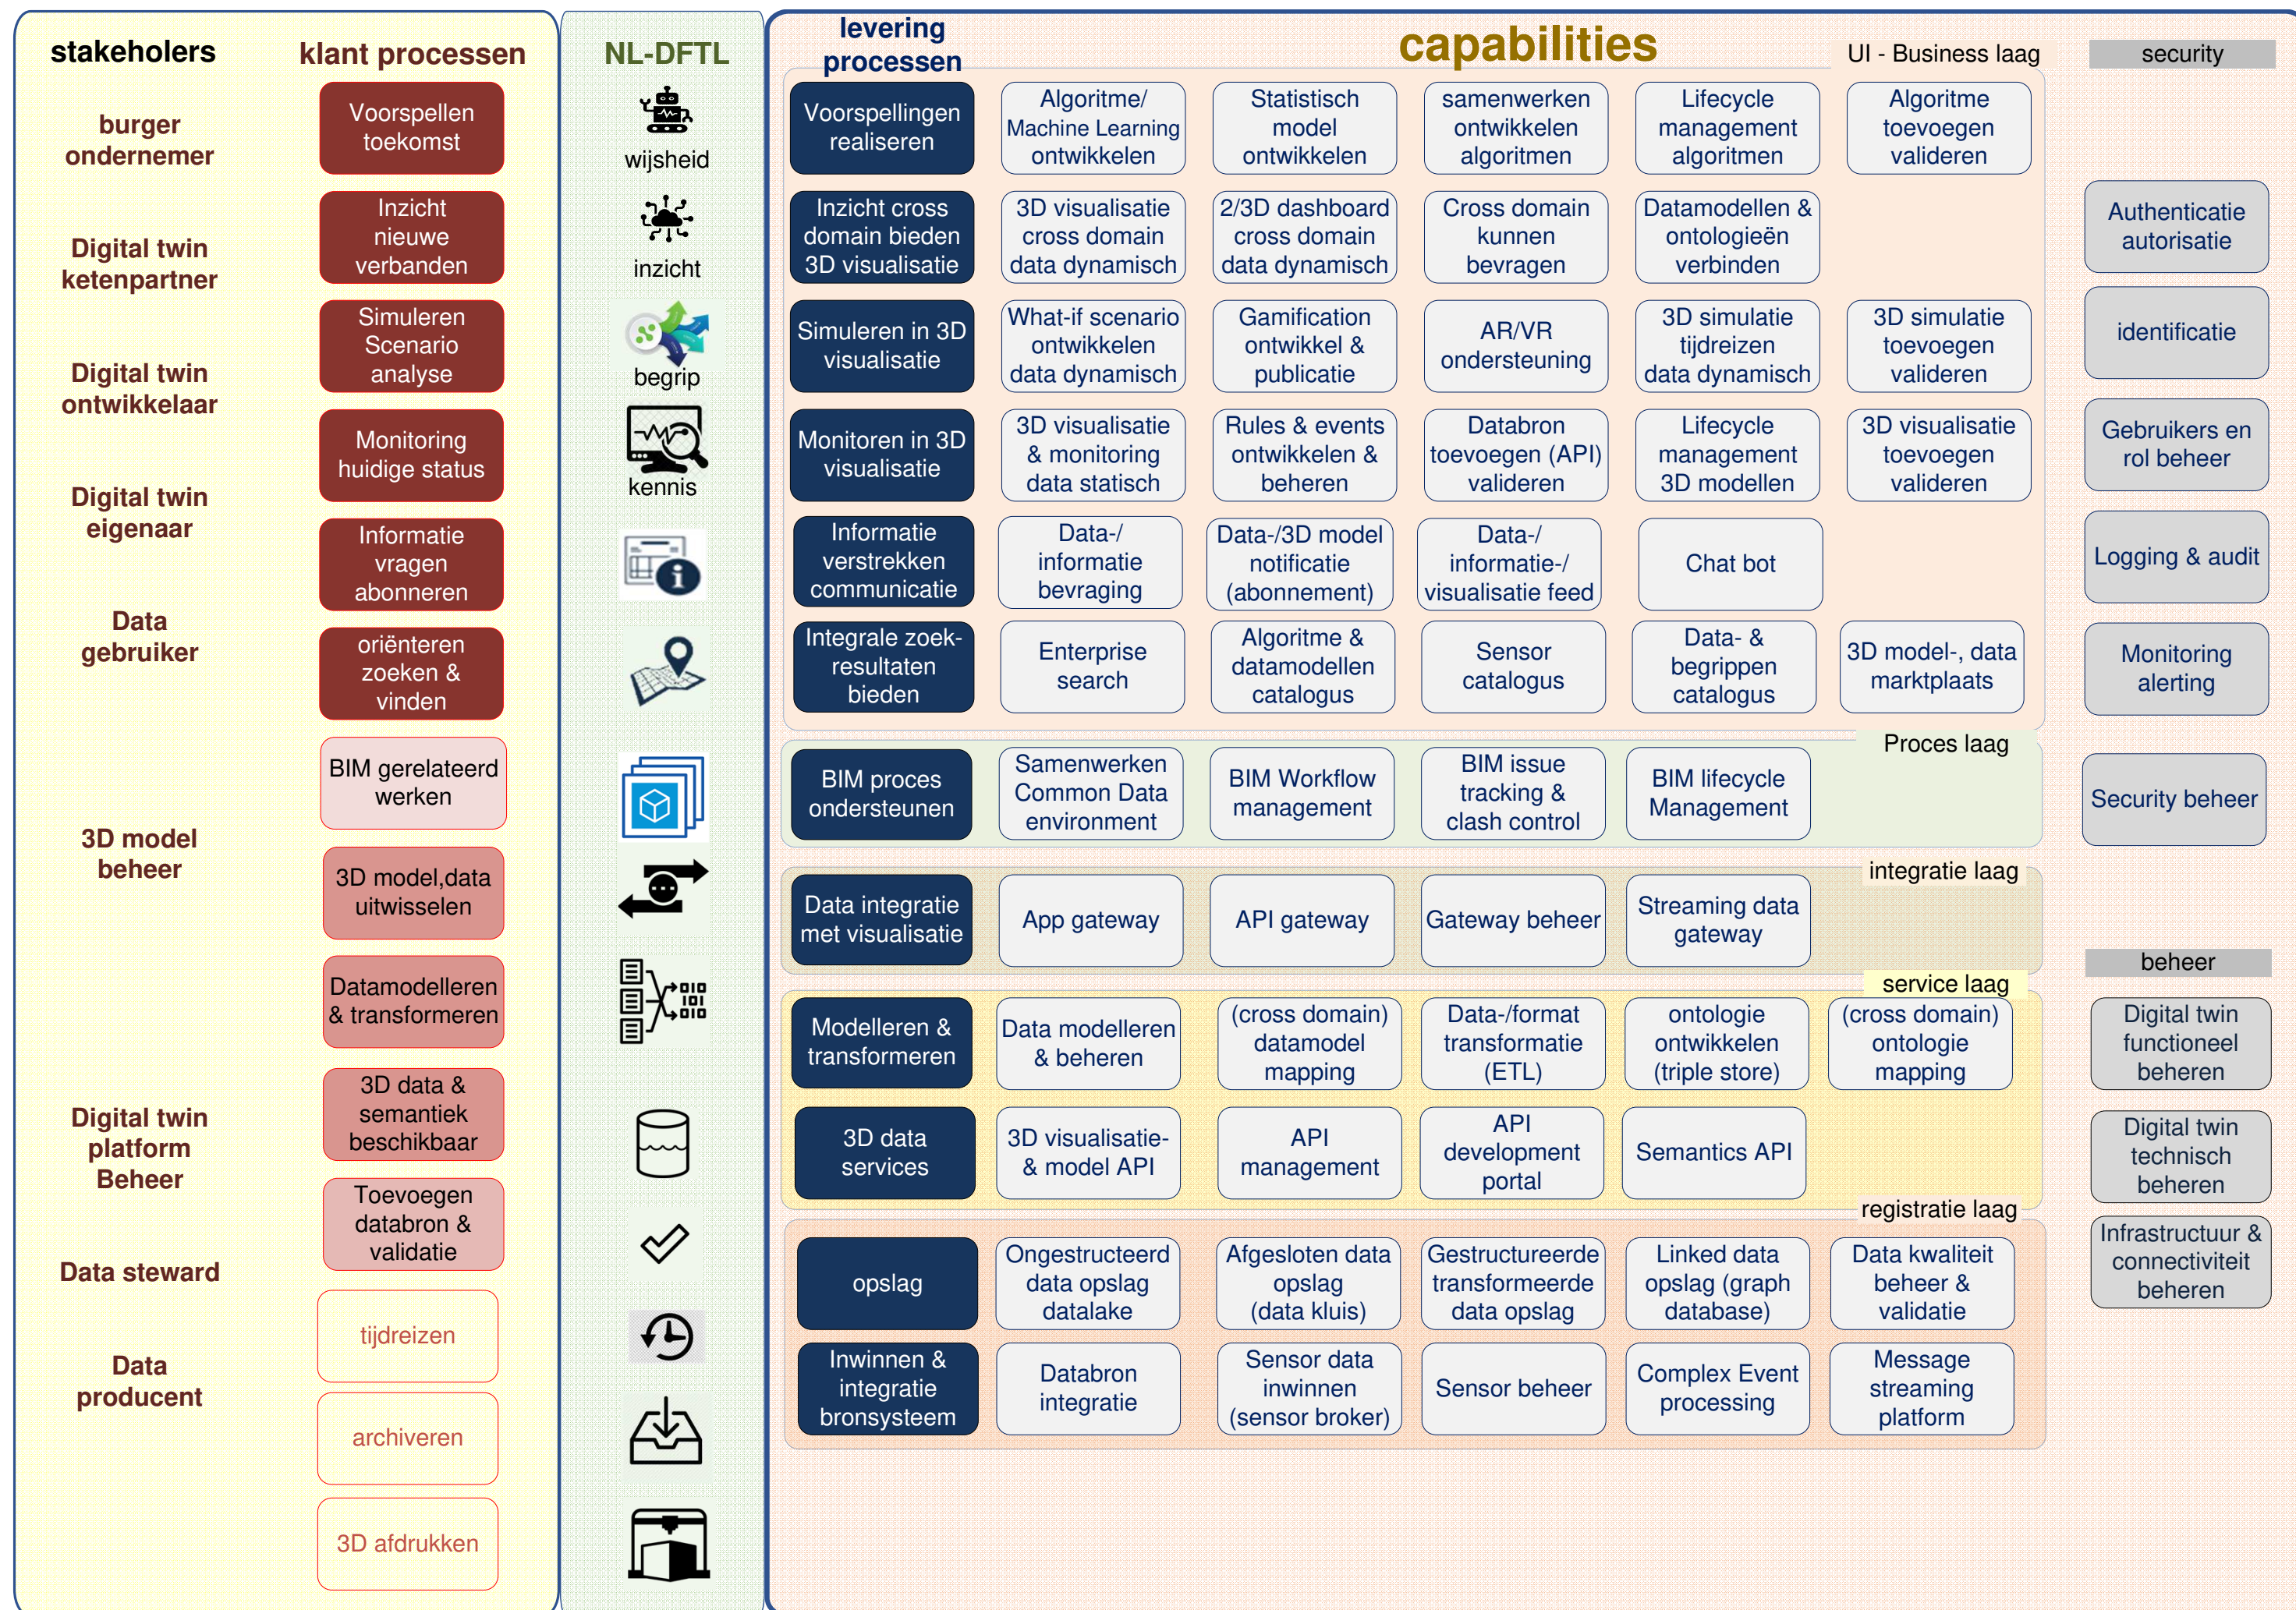 stakeholers
klant processen
NL-DFTL
levering
processen
capabilities
UI - Business laag
security
burger
ondernemer
Digital twin
ketenpartner
Digital twin
ontwikkelaar
Digital twin
eigenaar
Data
gebruiker
3D model
beheer
Digital twin
platform
Beheer
Data steward
Data
producent
Voorspellen
toekomst
Inzicht
nieuwe
verbanden
Simuleren
Scenario
analyse
Monitoring
huidige status
Informatie
vragen
abonneren
oriënteren
zoeken &
vinden
BIM gerelateerd
werken
3D model,data
uitwisselen
Datamodelleren
& transformeren
3D data &
semantiek
beschikbaar
Toevoegen
databron &
validatie
tijdreizen
archiveren
3D afdrukken
wijsheid
inzicht
begrip
kennis
Voorspellingen
realiseren
Algoritme/
Machine Learning
ontwikkelen
Statistisch
model
ontwikkelen
samenwerken
ontwikkelen
algoritmen
Lifecycle
management
algoritmen
Algoritme
toevoegen
valideren
Inzicht cross
domain bieden
3D visualisatie
3D visualisatie
cross domain
data dynamisch
2/3D dashboard
cross domain
data dynamisch
Cross domain
kunnen
bevragen
Datamodellen &
ontologieën
verbinden
Simuleren in 3D
visualisatie
What-if scenario
ontwikkelen
data dynamisch
Gamification
ontwikkel &
publicatie
AR/VR
ondersteuning
3D simulatie
tijdreizen
data dynamisch
3D simulatie
toevoegen
valideren
Monitoren in 3D
visualisatie
3D visualisatie
& monitoring
data statisch
Rules & events
ontwikkelen &
beheren
Databron
toevoegen (API)
valideren
Lifecycle
management
3D modellen
3D visualisatie
toevoegen
valideren
Informatie
verstrekken
communicatie
Data-/
informatie
bevraging
Data-/3D model
notificatie
(abonnement)
Data-/
informatie-/
visualisatie feed
Chat bot
Integrale zoek-
resultaten
bieden
Enterprise
search
Algoritme &
datamodellen
catalogus
Sensor
catalogus
Data- &
begrippen
catalogus
3D model-, data
marktplaats
Proces laag
BIM proces
ondersteunen
Samenwerken
Common Data
environment
BIM Workflow
management
BIM issue
tracking &
clash control
BIM lifecycle
Management
integratie laag
Data integratie
met visualisatie
App gateway
API gateway
Gateway beheer
Streaming data
gateway
service laag
Modelleren &
transformeren
Data modelleren
& beheren
(cross domain)
datamodel
mapping
Data-/format
transformatie
(ETL)
ontologie
ontwikkelen
(triple store)
(cross domain)
ontologie
mapping
3D data
services
3D visualisatie-
& model API
API
management
API
development
portal
Semantics API
registratie laag
opslag
Ongestructeerd
data opslag
datalake
Afgesloten data
opslag
(data kluis)
Gestructureerde
transformeerde
data opslag
Linked data
opslag (graph
database)
Data kwaliteit
beheer &
validatie
Inwinnen &
integratie
bronsysteem
Databron
integratie
Sensor data
inwinnen
(sensor broker)
Sensor beheer
Complex Event
processing
Message
streaming
platform
Authenticatie
autorisatie
identificatie
Gebruikers en
rol beheer
Logging & audit
Monitoring
alerting
Security beheer
beheer
Digital twin
functioneel
beheren
Digital twin
technisch
beheren
Infrastructuur &
connectiviteit
beheren